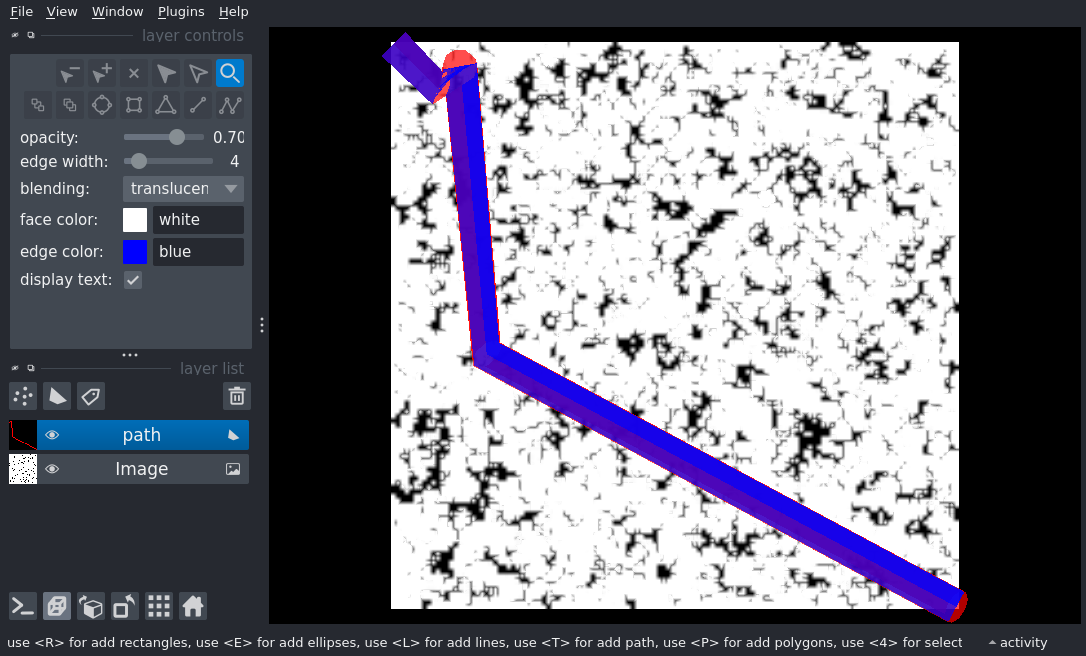 File View Window Plugins Help
layer controls
opacity: 0.70
edge width: 4
blending: translucen
face color: white
edge color: blue
display text:
layer list
path
Image
use <R> for add rectangles, use <E> for add ellipses, use <L> for add lines, use <T> for add path, use <P> for add polygons, use <4> for select
activity